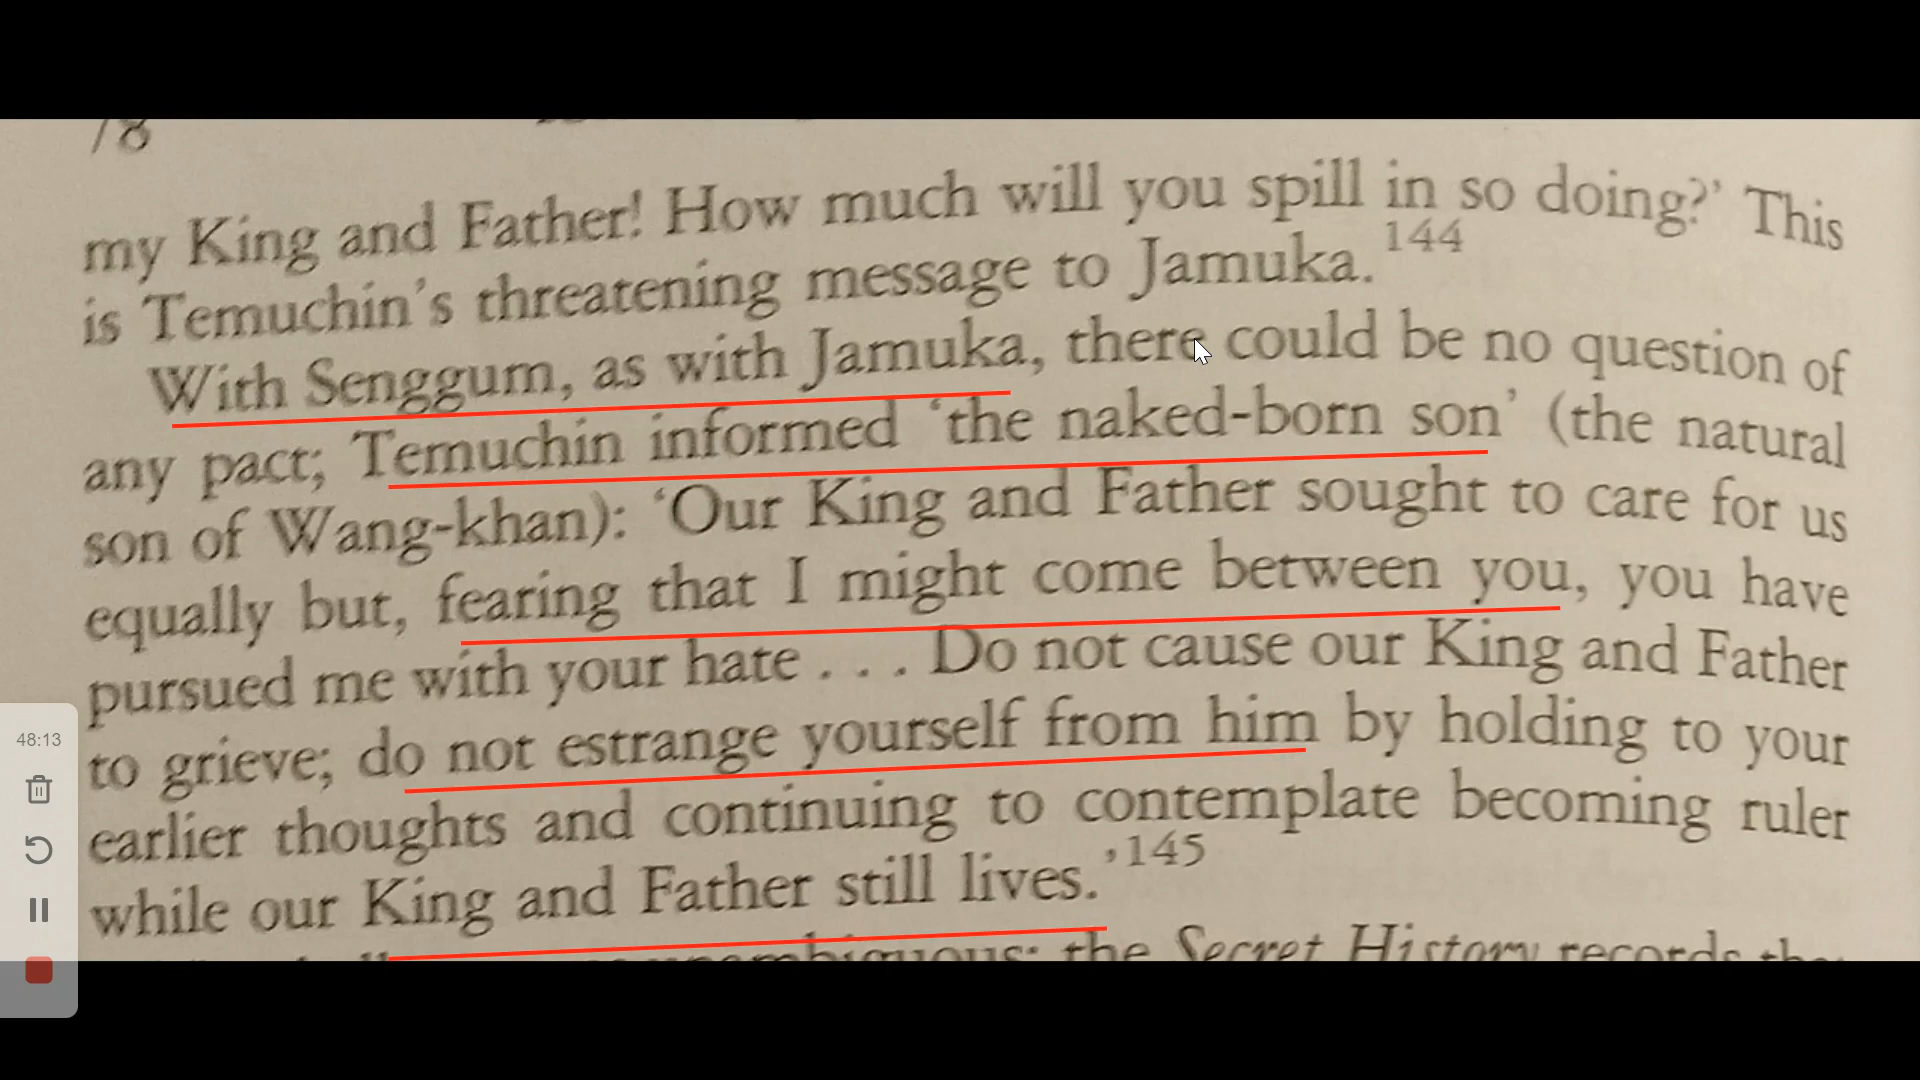 78
my King and Father! How much will you spill in so doing?’ This
is Temuchin’s threatening message to Jamuka.144
With Senggum, as with Jamuka, there could be no question of
any pact; Temuchin informed ‘the naked-born son’ (the natural
son of Wang-khan): ‘Our King and Father sought to care for us
equally but, fearing that I might come between you, you have
pursued me with your hate . . . Do not cause our King and Father
to grieve; do not estrange yourself from him by holding to your
earlier thoughts and continuing to contemplate becoming ruler
while our King and Father still lives.’145
unambiguous: the Secret History records
48:13